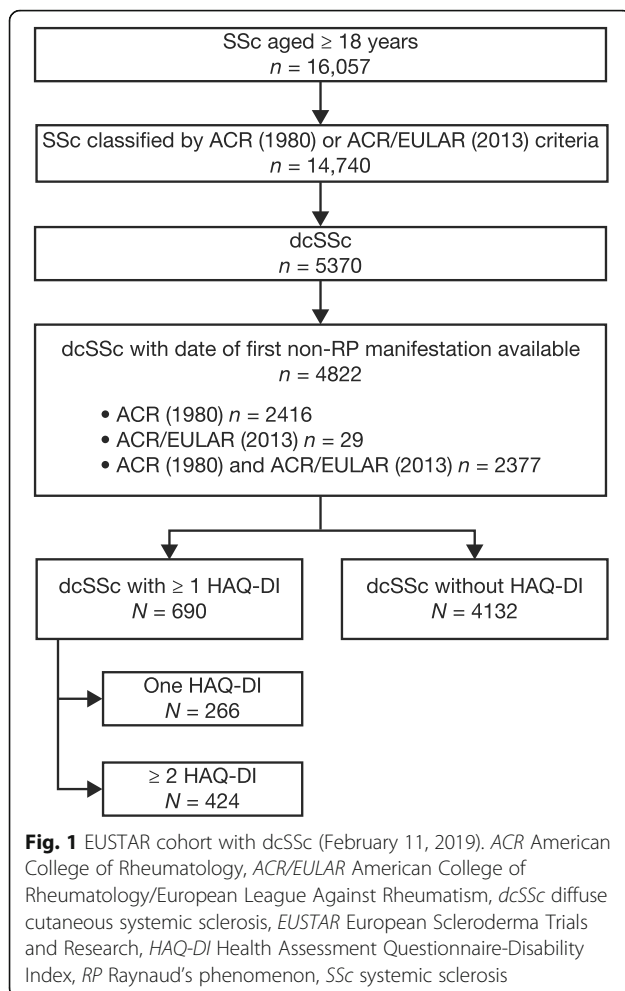 SSc aged ≥ 18 years
n = 16,057
SSc classified by ACR (1980) or ACR/EULAR (2013) criteria
n = 14,740
dcSSc
n = 5370
dcSSc with date of first non-RP manifestation available
n = 4822
• ACR (1980) n = 2416
• ACR/EULAR (2013) n = 29
• ACR (1980) and ACR/EULAR (2013) n = 2377
dcSSc with ≥ 1 HAQ-DI
N = 690
dcSSc without HAQ-DI
N = 4132
One HAQ-DI
N = 266
≥ 2 HAQ-DI
N = 424
Fig. 1 EUSTAR cohort with dcSSc (February 11, 2019). ACR American
College of Rheumatology, ACR/EULAR American College of
Rheumatology/European League Against Rheumatism, dcSSc diffuse
cutaneous systemic sclerosis, EUSTAR European Scleroderma Trials
and Research, HAQ-DI Health Assessment Questionnaire-Disability
Index, RP Raynaud's phenomenon, SSc systemic sclerosis